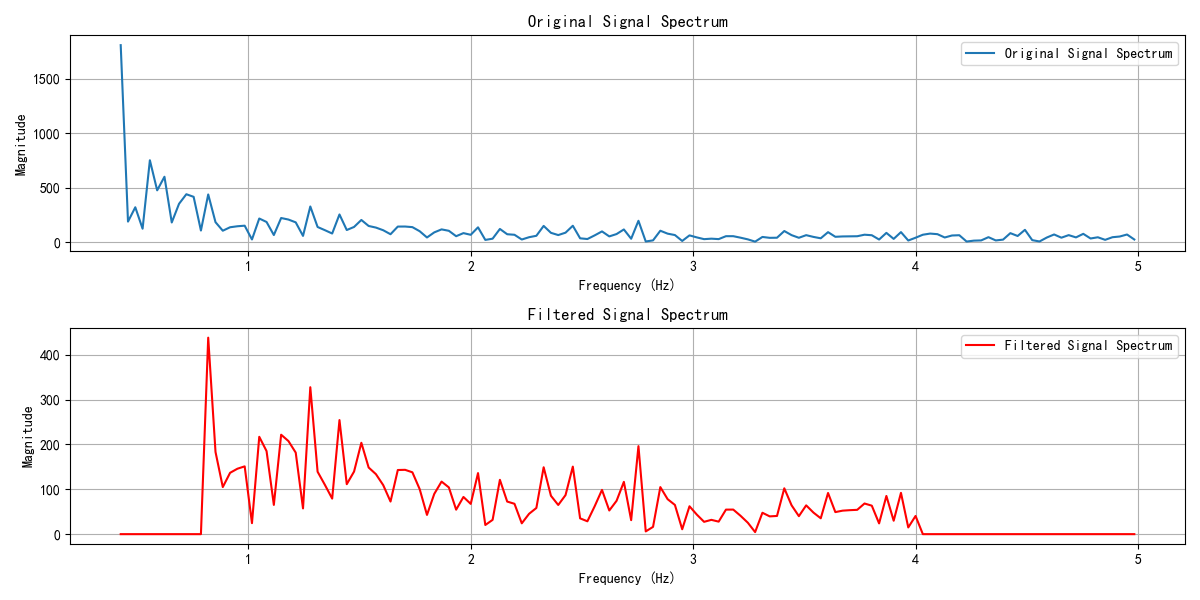 Original Signal Spectrum
Original Signal Spectrum
Magnitude
1500
1000
500
0
1 2 3 4 5
Frequency (Hz)
Filtered Signal Spectrum
Filtered Signal Spectrum
Magnitude
400
300
200
100
0
1 2 3 4 5
Frequency (Hz)